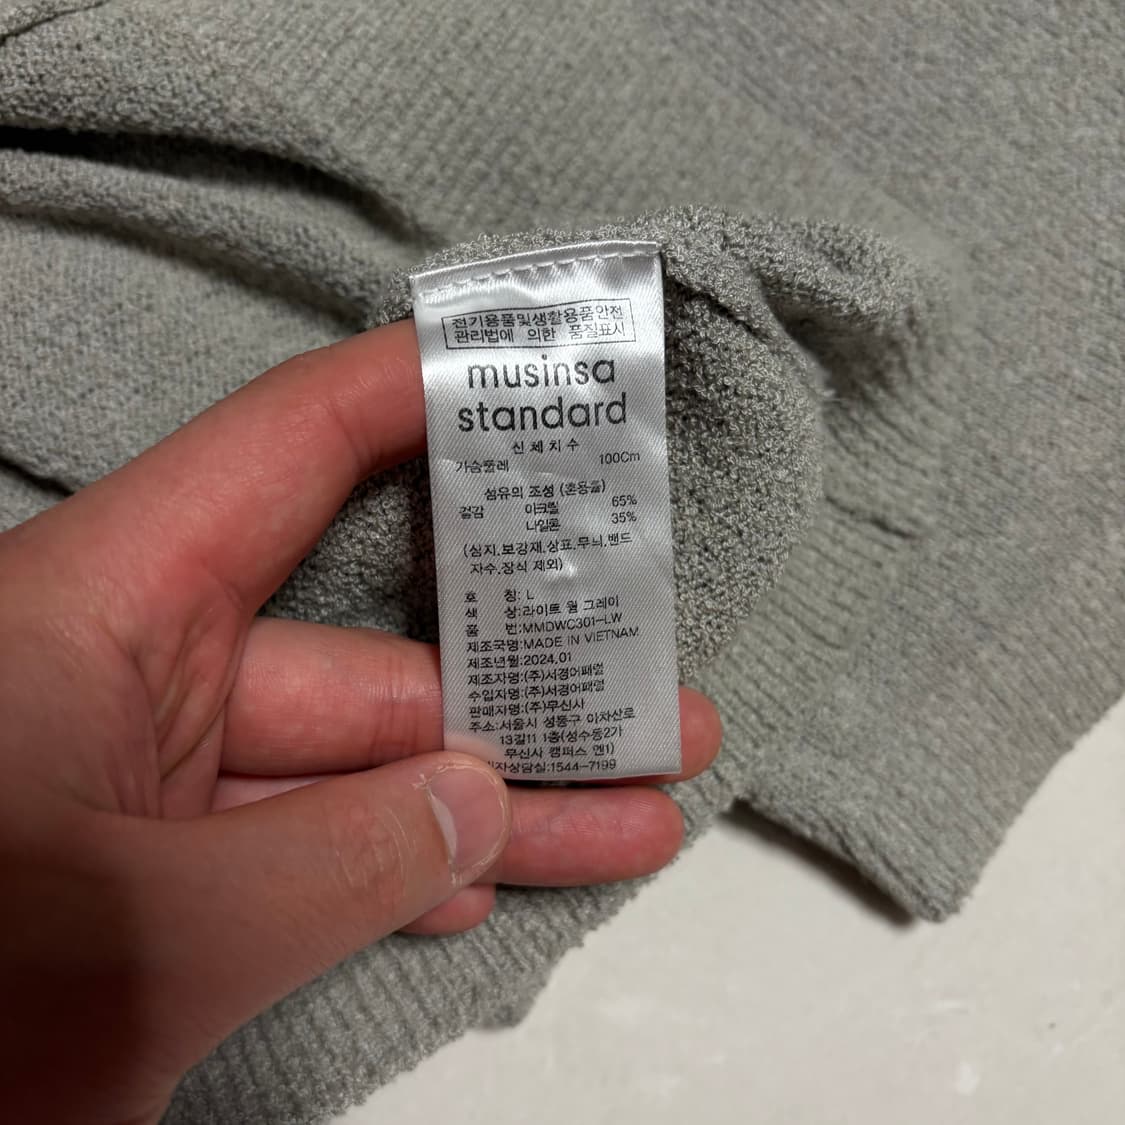 전기용품및생활용품안전
관리법에 의한 품질표시
musinsa
standard
신체치수
가슴둘레 100Cm
섬유의 조성 (혼용율)
겉감 아크릴 65%
나일론 35%
(심지.보강재.상표.무늬.밴드
자수.장식 제외)
호 칭: L
색 상:라이트 웜 그레이
품 번:MMDWC301-LW
제조국명:MADE IN VIETNAM
제조년월:2024.01
제조자명:(주)서경어패럴
수입자명:(주)서경어패럴
판매자명:(주)무신사
주소:서울시 성동구 아차산로
13길11 1층(성수동2가
무신사 캠퍼스 엔1)
자상담실:1544-7199